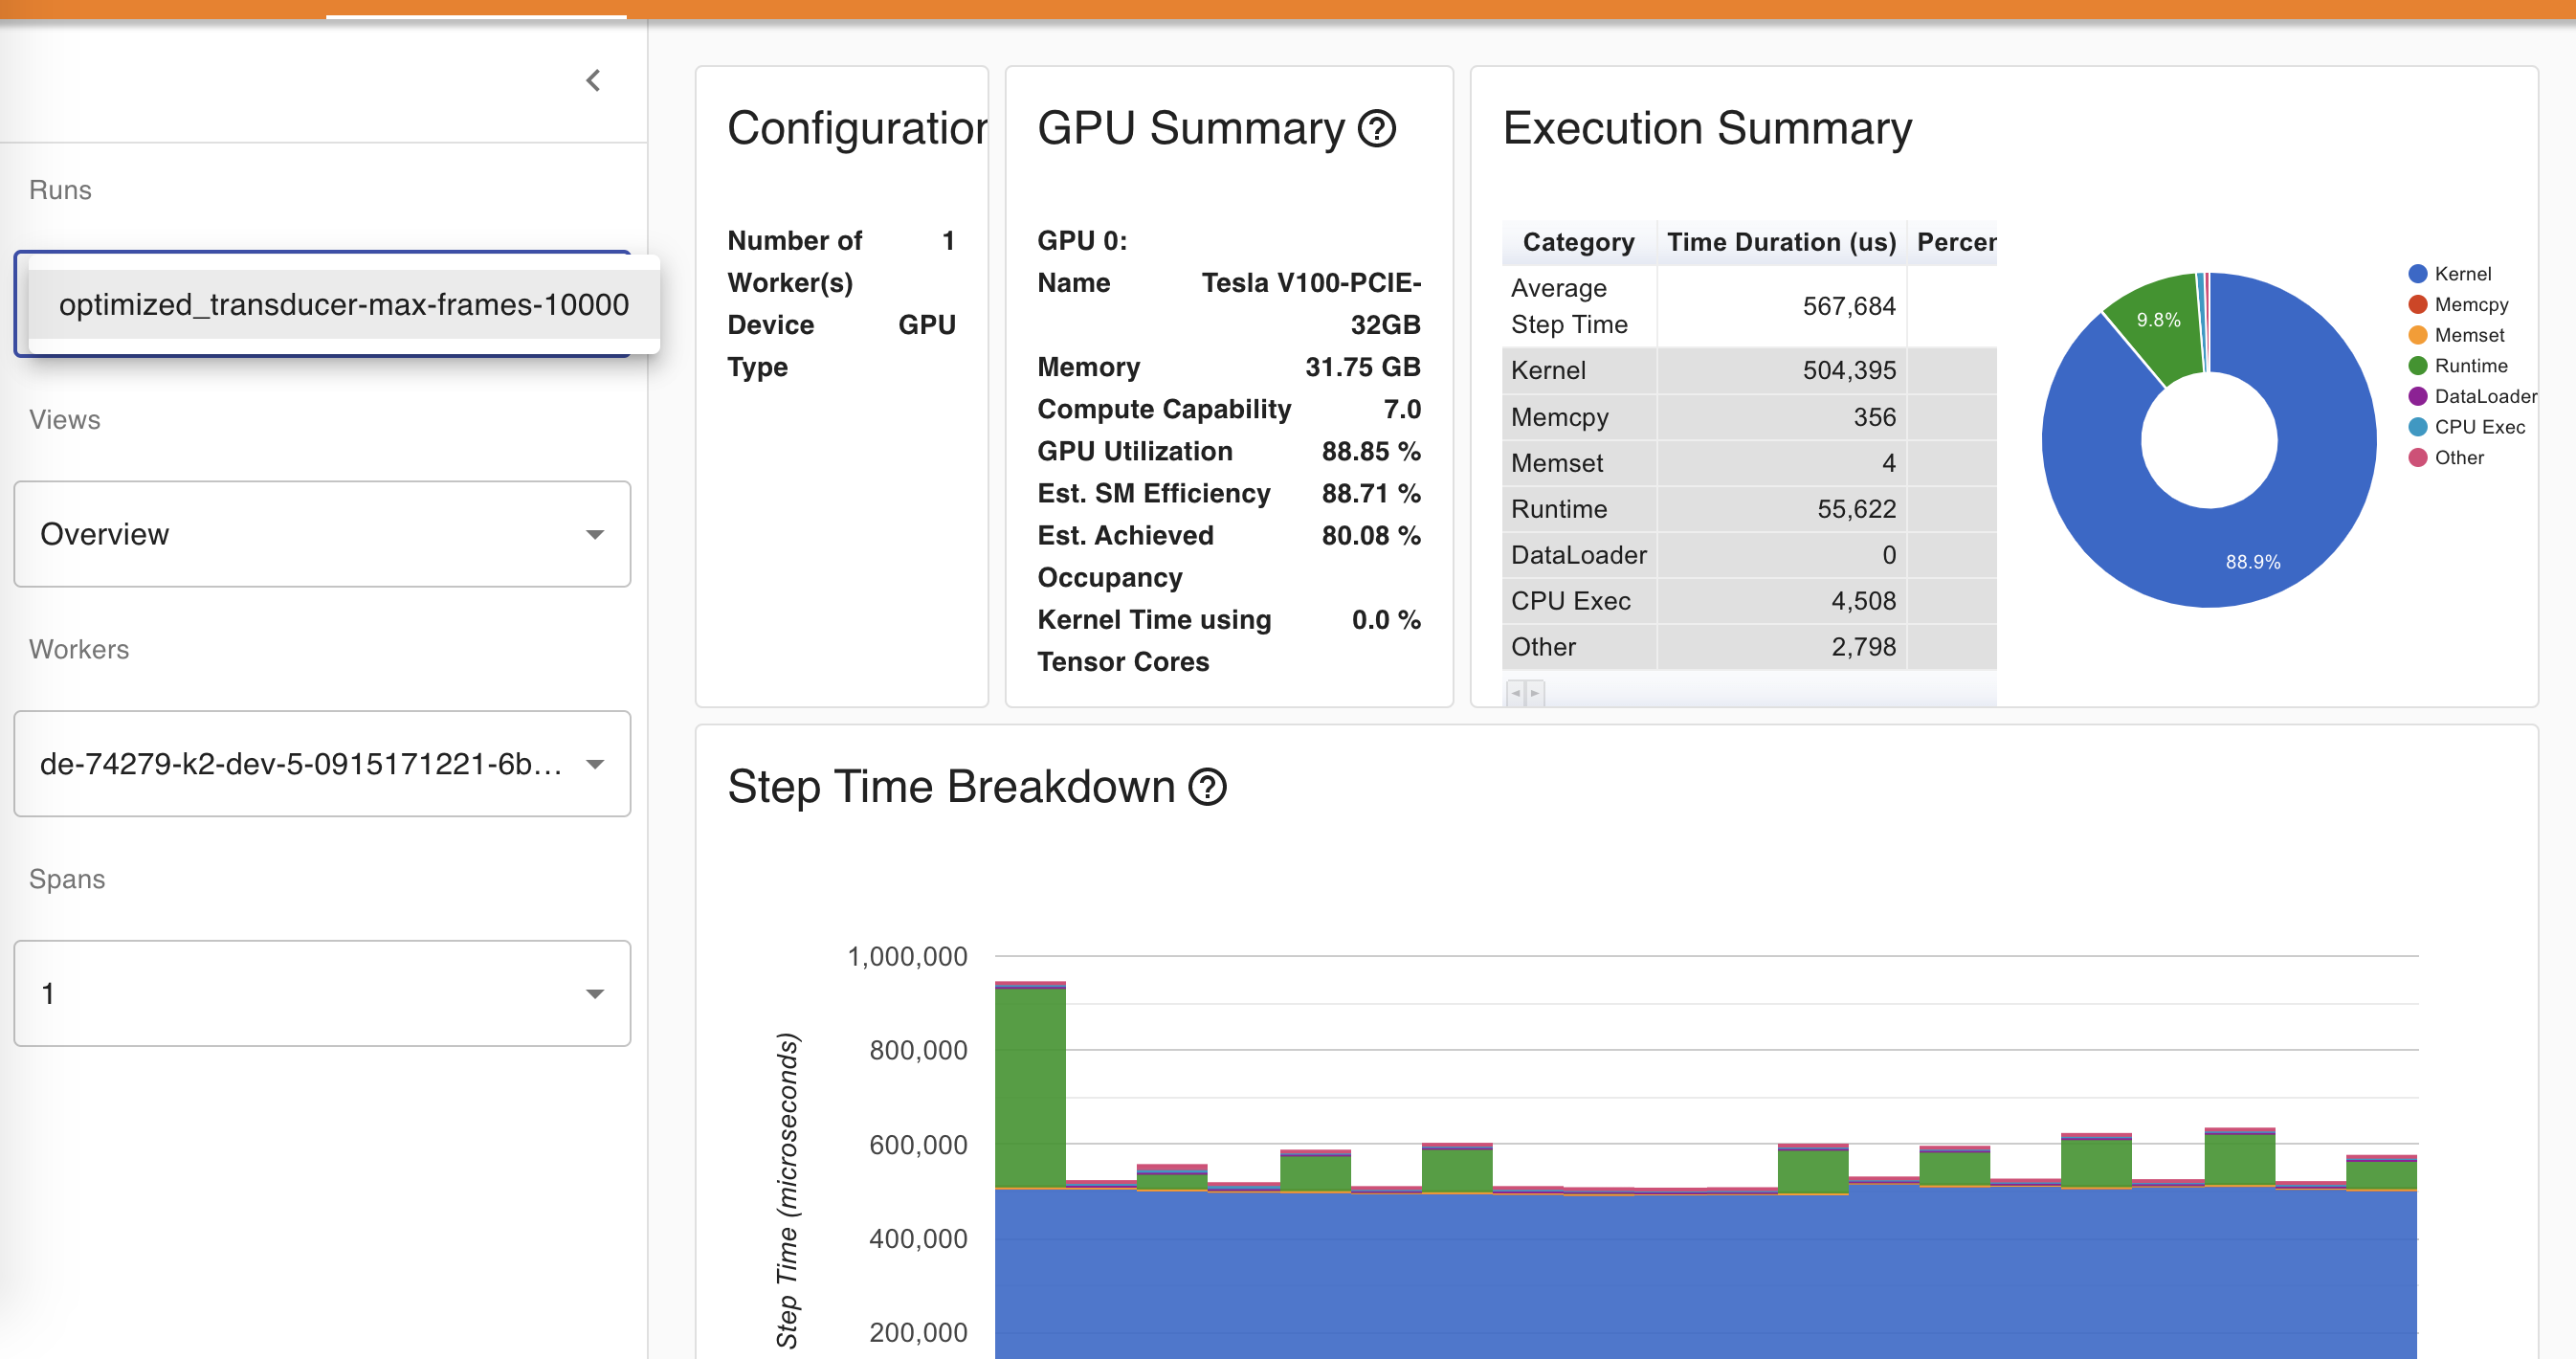 Runs
optimized_transducer-max-frames-10000
Views
Overview
Workers
de-74279-k2-dev-5-0915171221-6b...
Spans
1
Configuration
Number of 1
Worker(s)
Device GPU
Type
GPU Summary
GPU 0:
Name Tesla V100-PCIE-
32GB
Memory 31.75 GB
Compute Capability 7.0
GPU Utilization 88.85 %
Est. SM Efficiency 88.71 %
Est. Achieved 80.08 %
Occupancy
Kernel Time using 0.0 %
Tensor Cores
Execution Summary
Category Time Duration (us) Percen
Average
Step Time 567,684
Kernel 504,395
Memcpy 356
Memset 4
Runtime 55,622
DataLoader 0
CPU Exec 4,508
Other 2,798
9.8%
88.9%
Kernel
Memcpy
Memset
Runtime
DataLoader
CPU Exec
Other
Step Time Breakdown
Step Time (microseconds)
1,000,000
800,000
600,000
400,000
200,000